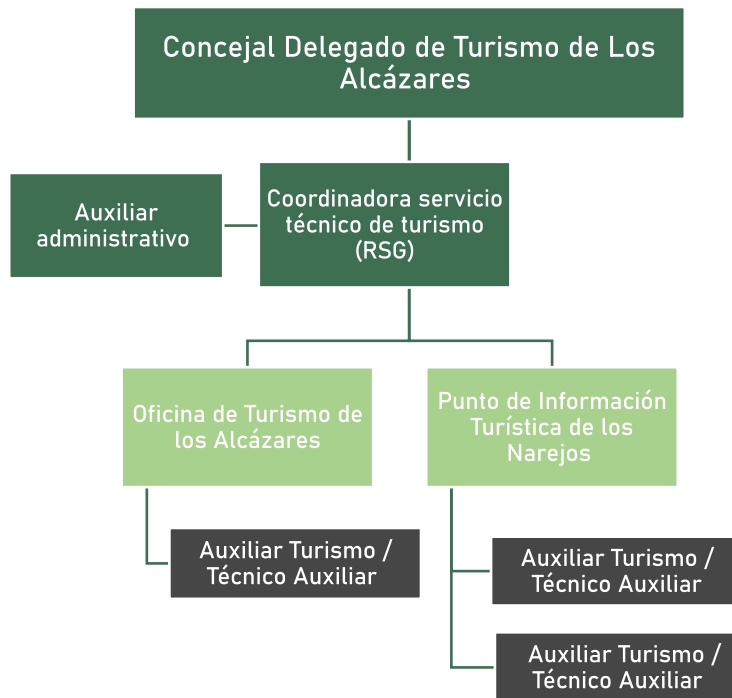 Concejal Delegado de Turismo de Los
Alcázares
Auxiliar
administrativo
Coordinadora servicio
técnico de turismo
(RSG)
Oficina de Turismo de
los Alcázares
Punto de Información
Turística de los
Narejos
Auxiliar Turismo /
Técnico Auxiliar
Auxiliar Turismo /
Técnico Auxiliar
Auxiliar Turismo /
Técnico Auxiliar